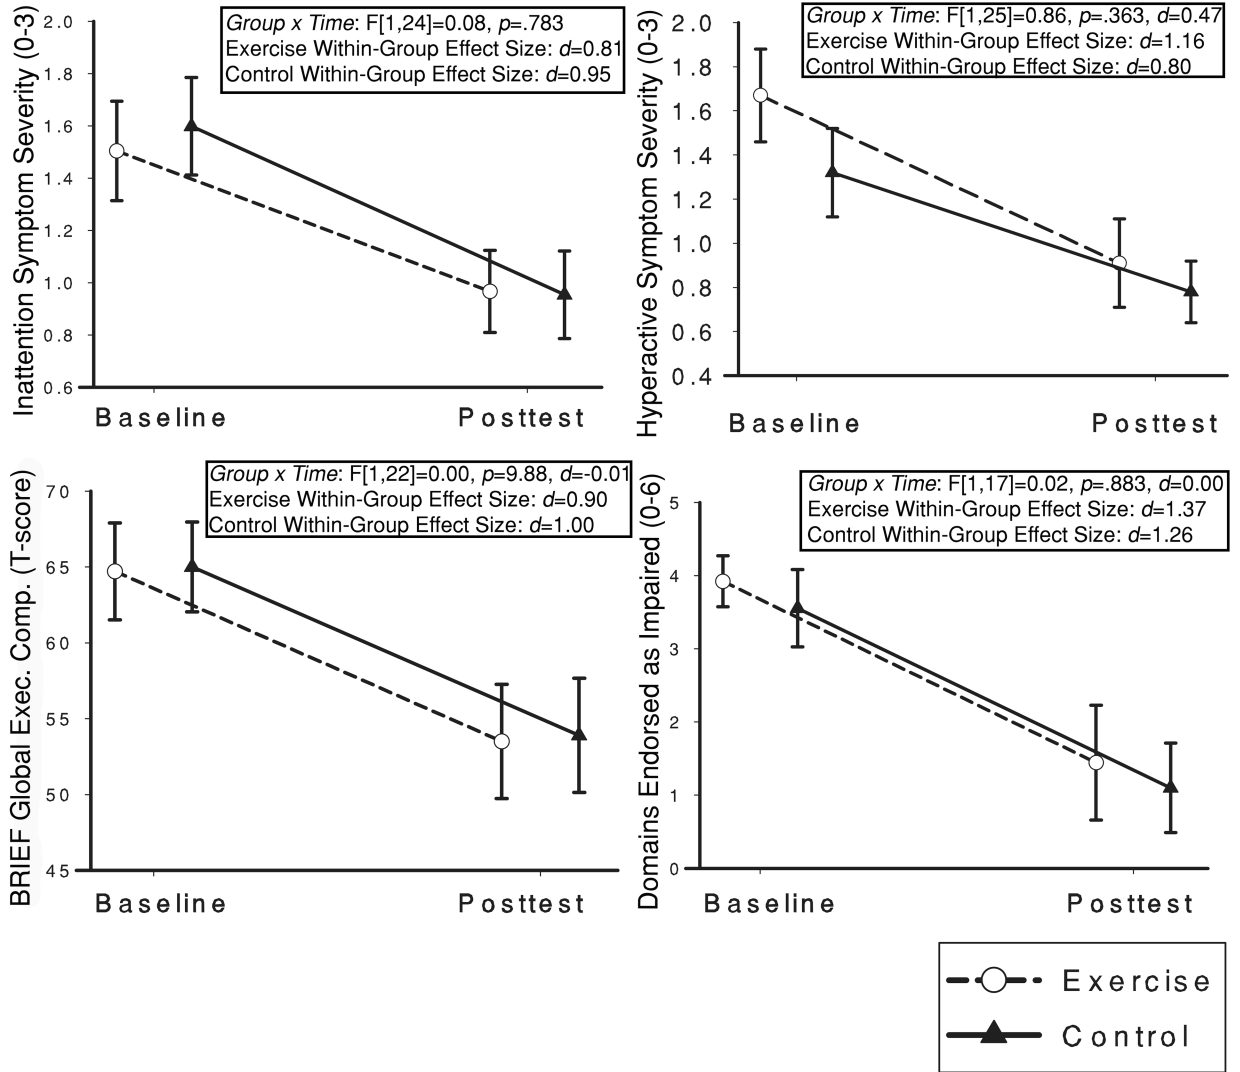 Inattention Symptom Severity (0-3)
2.0
1.8
1.6
1.4
1.2
1.0
0.8
0.6
Group x Time: F[1,24]=0.08, p=.783
Exercise Within-Group Effect Size: d=0.81
Control Within-Group Effect Size: d=0.95
Baseline Posttest
Hyperactive Symptom Severity (0-3)
2.0
1.8
1.6
1.4
1.2
1.0
0.8
0.6
0.4
Group x Time: F[1,25]=0.86, p=.363, d=0.47
Exercise Within-Group Effect Size: d=1.16
Control Within-Group Effect Size: d=0.80
Baseline Posttest
BRIEF Global Exec. Comp. (T-score)
70
65
60
55
50
45
Group x Time: F[1,22]=0.00, p=9.88, d=-0.01
Exercise Within-Group Effect Size: d=0.90
Control Within-Group Effect Size: d=1.00
Baseline Posttest
Domains Endorsed as Impaired (0-6)
5
4
3
2
1
0
Group x Time: F[1,17]=0.02, p=.883, d=0.00
Exercise Within-Group Effect Size: d=1.37
Control Within-Group Effect Size: d=1.26
Baseline Posttest
Exercise
Control